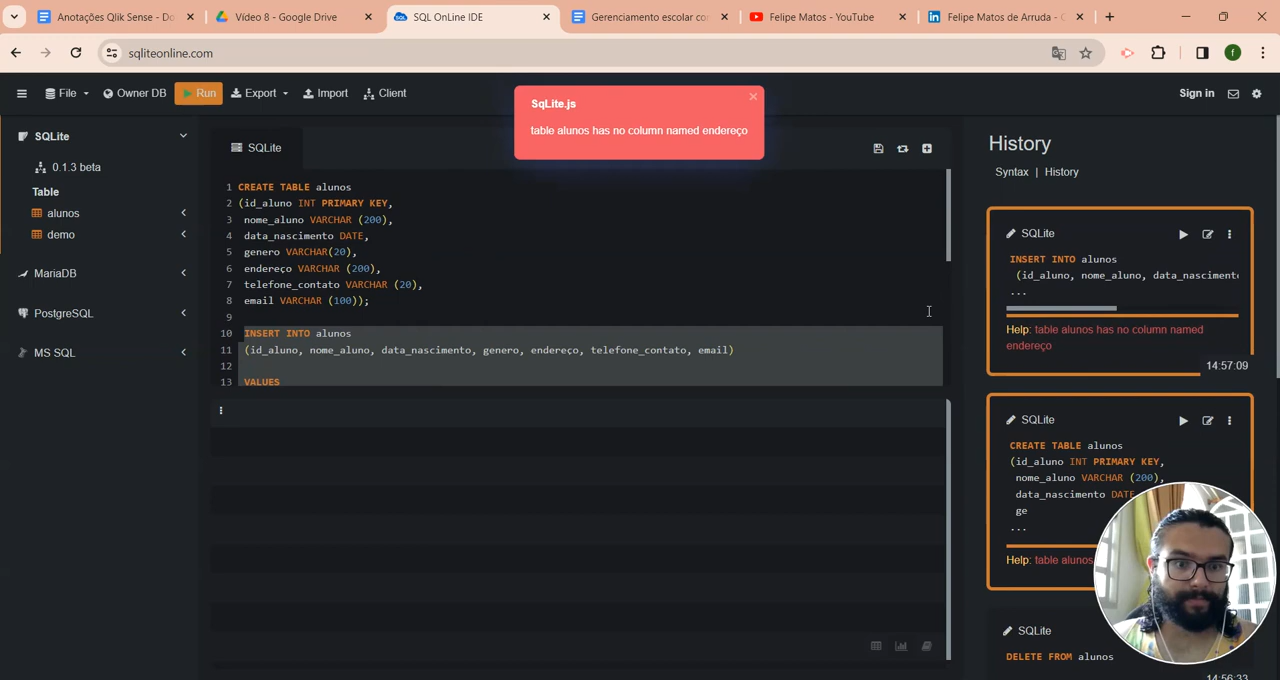 Anotações Qlik Sense - Do
Vídeo 8 - Google Drive
SQL OnLine IDE
Gerenciamento escolar co
Felipe Matos - YouTube
Felipe Matos de Arruda -
sqliteonline.com
f
File
Owner DB
Run
Export
Import
Client
Sign in
SqLite.js
table alunos has no column named endereço
SQLite
0.1.3 beta
Table
alunos
demo
MariaDB
PostgreSQL
MS SQL
SQLite
1 CREATE TABLE alunos
2 (id_aluno INT PRIMARY KEY,
3 nome_aluno VARCHAR (200),
4 data_nascimento DATE,
5 genero VARCHAR(20),
6 endereço VARCHAR (200),
7 telefone_contato VARCHAR (20),
8 email VARCHAR (100));
9
10 INSERT INTO alunos
11 (id_aluno, nome_aluno, data_nascimento, genero, endereço, telefone_contato, email)
12
13 VALUES
History
Syntax | History
SQLite
INSERT INTO alunos
(id_aluno, nome_aluno, data_nascimento
...
Help: table alunos has no column named
endereço
14:57:09
SQLite
CREATE TABLE alunos
(id_aluno INT PRIMARY KEY,
nome_aluno VARCHAR (200),
data_nascimento DATE
ge
...
Help: table alunos
SQLite
DELETE FROM alunos
14:56:33